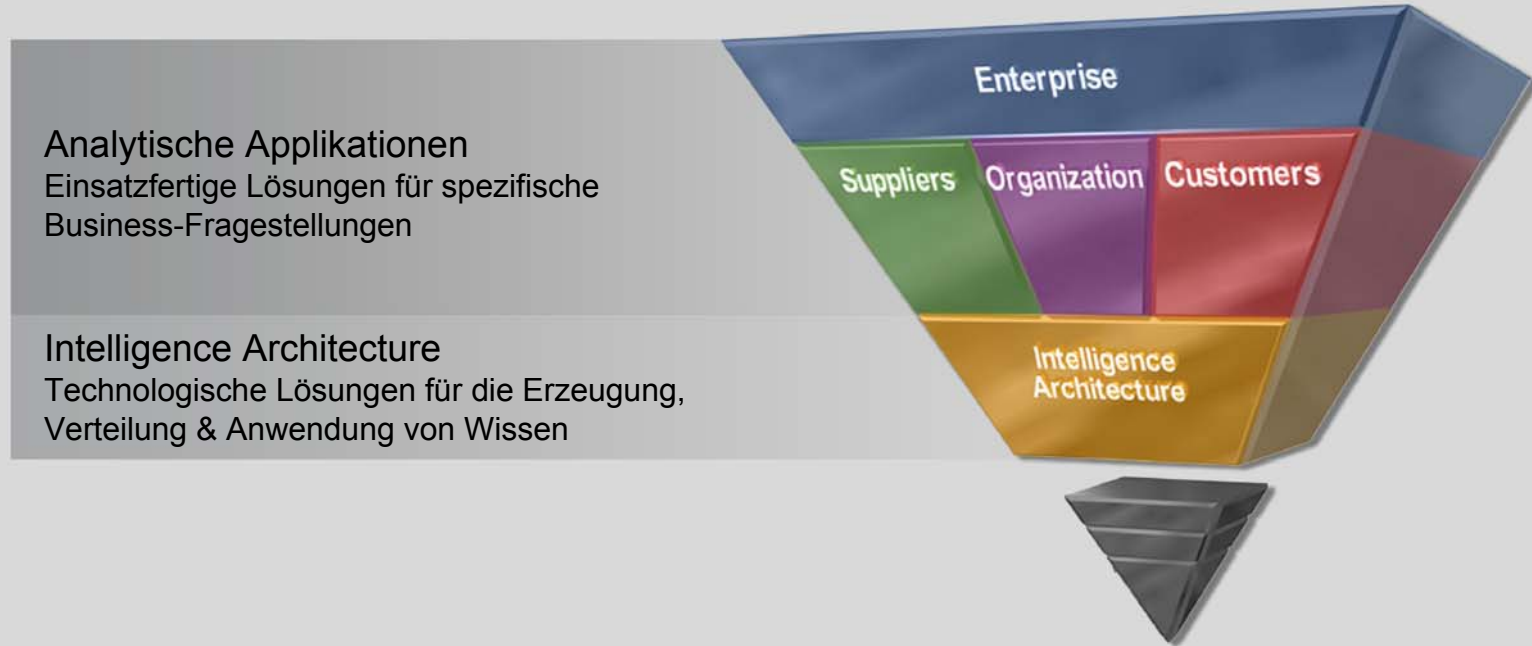 Enterprise
Analytische Applikationen
Einsatzfertige Lösungen für spezifische
Business-Fragestellungen
Suppliers
Organization
Customers
Intelligence Architecture
Technologische Lösungen für die Erzeugung,
Verteilung & Anwendung von Wissen
Intelligence
Architecture